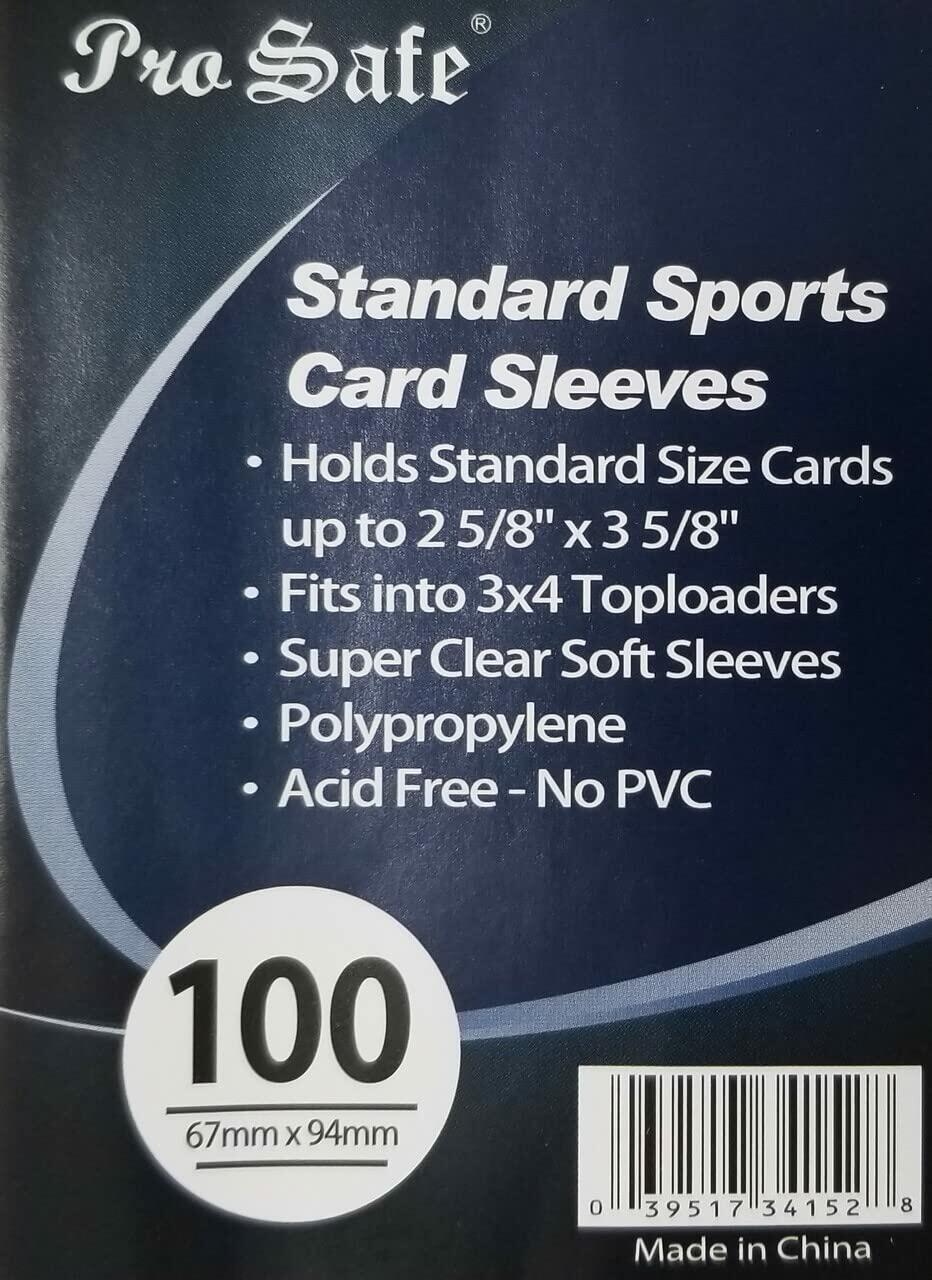 Pro Safe®
Standard Sports
Card Sleeves
• Holds Standard Size Cards
up to 2 5/8" x 3 5/8"
• Fits into 3x4 Toploaders
• Super Clear Soft Sleeves
• Polypropylene
• Acid Free - No PVC
100
67mm x 94mm
0 39517 34152 8
Made in China